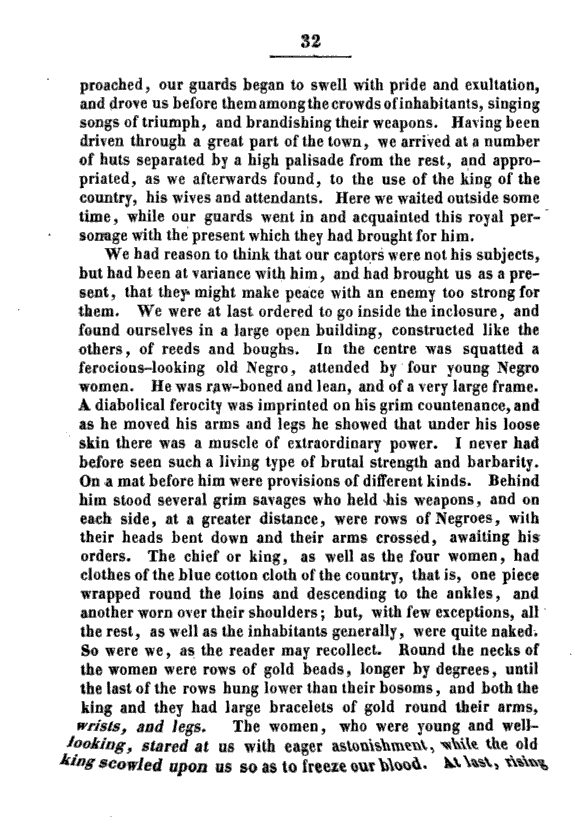 32
proached, our guards began to swell with pride and exultation,
and drove us before them among the crowds of inhabitants, singing
songs of triumph, and brandishing their weapons. Having been
driven through a great part of the town, we arrived at a number
of huts separated by a high palisade from the rest, and appro-
priated, as we afterwards found, to the use of the king of the
country, his wives and attendants. Here we waited outside some
time, while our guards went in and acquainted this royal per-
sonage with the present which they had brought for him.
We had reason to think that our captors were not his subjects,
but had been at variance with him, and had brought us as a pre-
sent, that they might make peace with an enemy too strong for
them. We were at last ordered to go inside the inclosure, and
found ourselves in a large open building, constructed like the
others, of reeds and boughs. In the centre was squatted a
ferocious-looking old Negro, attended by four young Negro
women. He was raw-boned and lean, and of a very large frame.
A diabolical ferocity was imprinted on his grim countenance, and
as he moved his arms and legs he showed that under his loose
skin there was a muscle of extraordinary power. I never had
before seen such a living type of brutal strength and barbarity.
On a mat before him were provisions of different kinds. Behind
him stood several grim savages who held his weapons, and on
each side, at a greater distance, were rows of Negroes, with
their heads bent down and their arms crossed, awaiting his
orders. The chief or king, as well as the four women, had
clothes of the blue cotton cloth of the country, that is, one piece
wrapped round the loins and descending to the ankles, and
another worn over their shoulders; but, with few exceptions, all
the rest, as well as the inhabitants generally, were quite naked.
So were we, as the reader may recollect. Round the necks of
the women were rows of gold beads, longer by degrees, until
the last of the rows hung lower than their bosoms, and both the
king and they had large bracelets of gold round their arms,
wrists, and legs. The women, who were young and well-
looking, stared at us with eager astonishment, while the old
king scowled upon us so as to freeze our blood. At last, rising